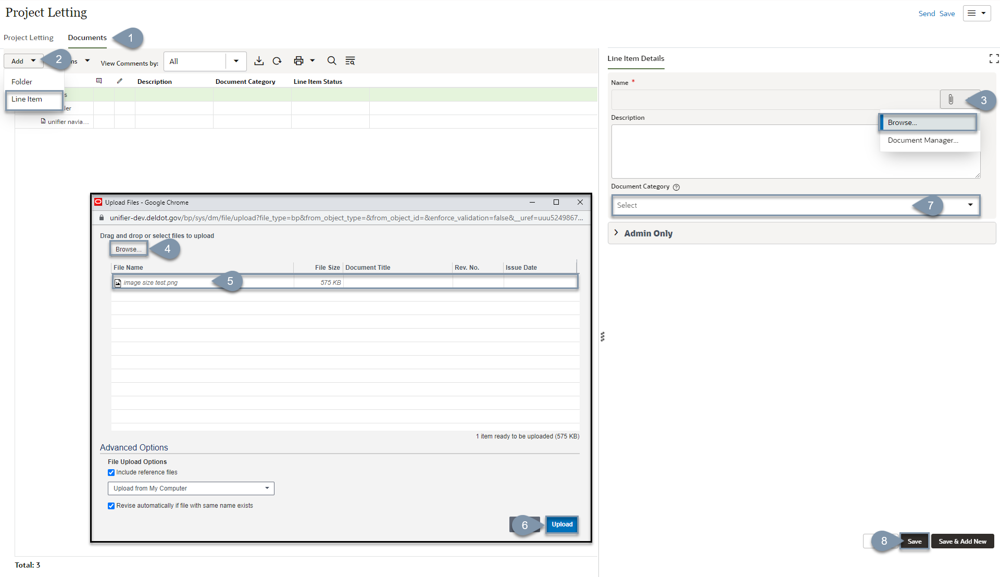 Project Letting
Send Save
Project Letting Documents 1
Add 2 ns View Comments by: All
Line Item Details
Folder Description Document Category Line Item Status
Line Item s
ler
unifier navia...
Name *
3
Browse...
Document Manager...
Description
Document Category
Select 7
Admin Only
Upload Files - Google Chrome
unifier-dev.deldot.gov/bp/sys/dm/file/upload?file_type=bp&from_object_type=&from_object_id=&enforce_validation=false&__uref=uuu5249867...
Drag and drop or select files to upload
Browse... 4
File Name File Size Document Title Rev. No. Issue Date
image size test.png 5 575 KB
1 item ready to be uploaded (575 KB)
Advanced Options
File Upload Options
Include reference files
Upload from My Computer
Revise automatically if file with same name exists
6 Upload
8 Save Save & Add New
Total: 3